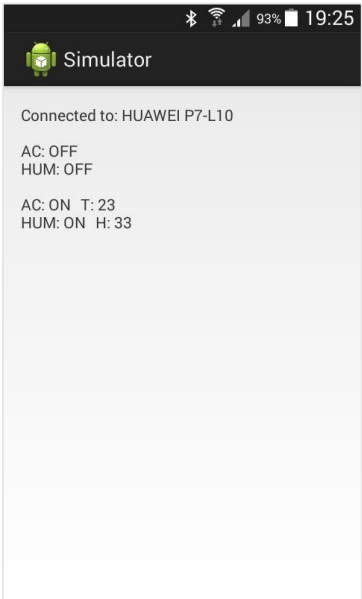 93% 19:25
Simulator
Connected to: HUAWEI P7-L10
AC: OFF
HUM: OFF
AC: ON T: 23
HUM: ON H: 33